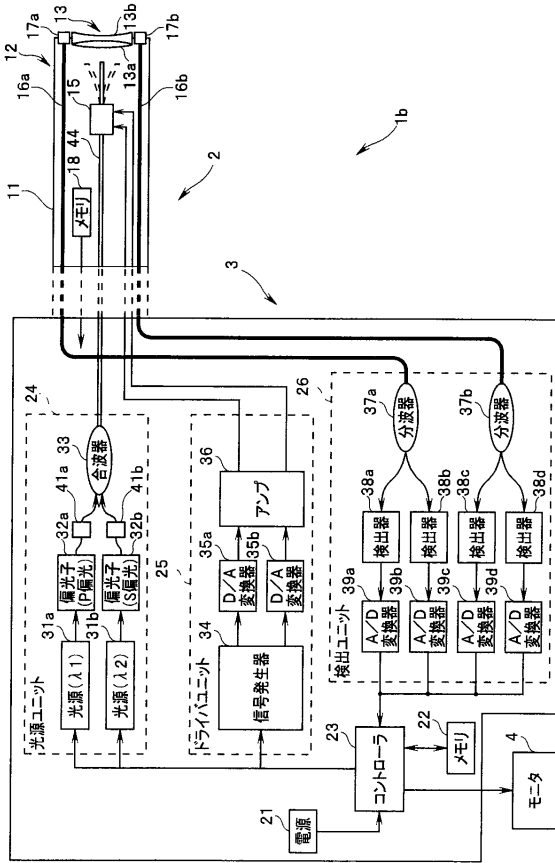 13
17a
13b
17b
12
16a
13a
16b
15
44
18
メモリ
11
2
1b
3
24
33
合波器
41a
41b
32a
偏光子
(P偏光)
32b
偏光子
(S偏光)
31a
光源(λ1)
31b
光源(λ2)
光源ユニット
25
36
アンプ
35a
D/A
変換器
35b
D/A
変換器
34
信号発生器
ドライバユニット
26
37a
分波器
37b
分波器
38a
検出器
38b
検出器
38c
検出器
38d
検出器
39a
A/D
変換器
39b
A/D
変換器
39c
A/D
変換器
39d
A/D
変換器
検出ユニット
23
コントローラ
22
メモリ
21
電源
4
モニタ